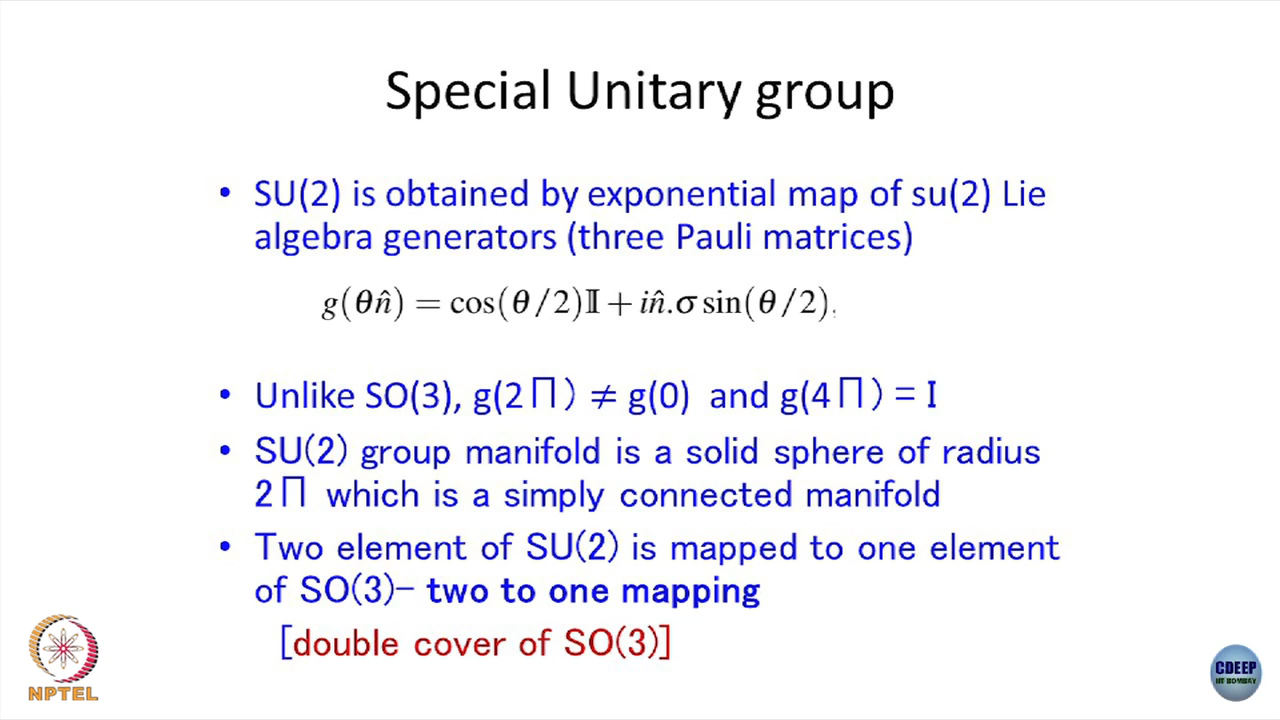 Special Unitary group
• SU(2) is obtained by exponential map of su(2) Lie
algebra generators (three Pauli matrices)
g(θn̂) = cos(θ/2)𝕀 + in̂.σ sin(θ/2),
• Unlike SO(3), g(2Π) ≠ g(0) and g(4Π) = I
• SU(2) group manifold is a solid sphere of radius
2Π which is a simply connected manifold
• Two element of SU(2) is mapped to one element
of SO(3)– two to one mapping
[double cover of SO(3)]
NPTEL
CDEEP
IIT BOMBAY